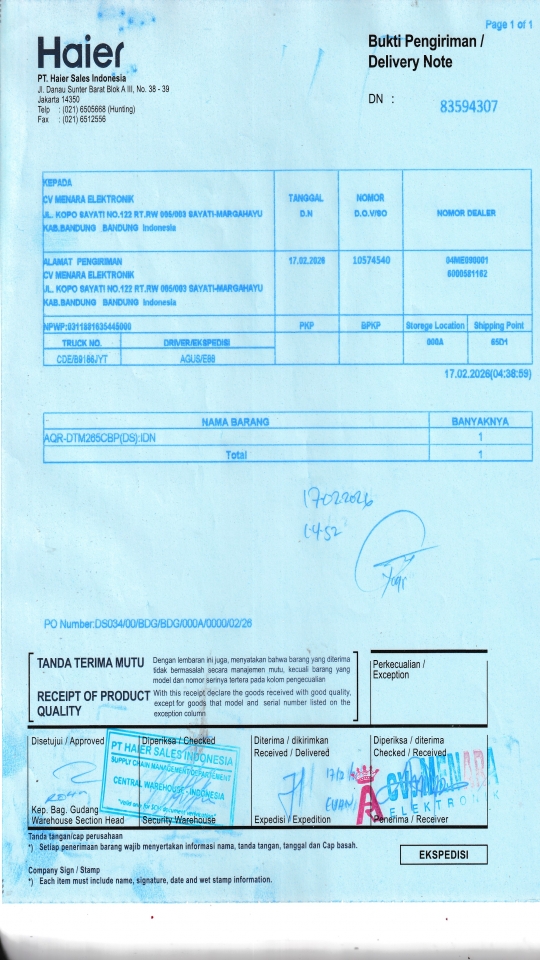 Page 1 of 1
Haier
PT. Haier Sales Indonesia
Jl. Danau Sunter Barat Blok A III, No. 38 - 39
Jakarta 14350
Telp : (021) 6505668 (Hunting)
Fax : (021) 6512556
Bukti Pengiriman /
Delivery Note
DN : 83594307
KEPADA
CV MENARA ELEKTRONIK
JL. KOPO SAYATI NO.122 RT.RW 005/003 SAYATI-MARGAHAYU
KAB.BANDUNG BANDUNG Indonesia
TANGGAL
D.N
NOMOR
D.O.V/SO
NOMOR DEALER
ALAMAT PENGIRIMAN
CV MENARA ELEKTRONIK
JL. KOPO SAYATI NO.122 RT.RW 005/003 SAYATI-MARGAHAYU
KAB.BANDUNG BANDUNG Indonesia
17.02.2026
10574540
04ME090001
6000581162
NPWP:0311881635445000
PKP
BPKP
Storege Location
Shipping Point
TRUCK NO.
DRIVER/EKSPEDISI
000A
65D1
CDE/B9156JYT
AGUS/E68
17.02.2026(04:38:59)
NAMA BARANG
BANYAKNYA
AQR-DTM265CBP(DS):IDN
1
Total
1
17022026
14:52
PO Number:DS034/00/BDG/BDG/000A/0000/02/26
TANDA TERIMA MUTU
Dengan lembaran ini juga, menyatakan bahwa barang yang diterima
tidak bermasalah secara manajemen mutu, kecuali barang yang
model dan nomor serinya tertera pada kolom pengecualian
RECEIPT OF PRODUCT
QUALITY
With this receipt declare the goods received with good quality,
except for goods that model and serial number listed on the
exception column
Perkecualian /
Exception
Disetujui / Approved
Diperiksa / Checked
Diterima / dikirimkan
Received / Delivered
Diperiksa / diterima
Checked / Received
PT HAIER SALES INDONESIA
SUPPLY CHAIN MANAGEMENT DEPARTEMENT
CENTRAL WAREHOUSE - INDONESIA
17/2
CV. MENARA
ELEKTRONIK
Kep. Bag. Gudang
Warehouse Section Head
Security Warehouse
Expedisi / Expedition
Penerima / Receiver
Tanda tangan/cap perusahaan
*) Setiap penerimaan barang wajib menyertakan informasi nama, tanda tangan, tanggal dan Cap basah.
EKSPEDISI
Company Sign / Stamp
*) Each item must include name, signature, date and wet stamp information.